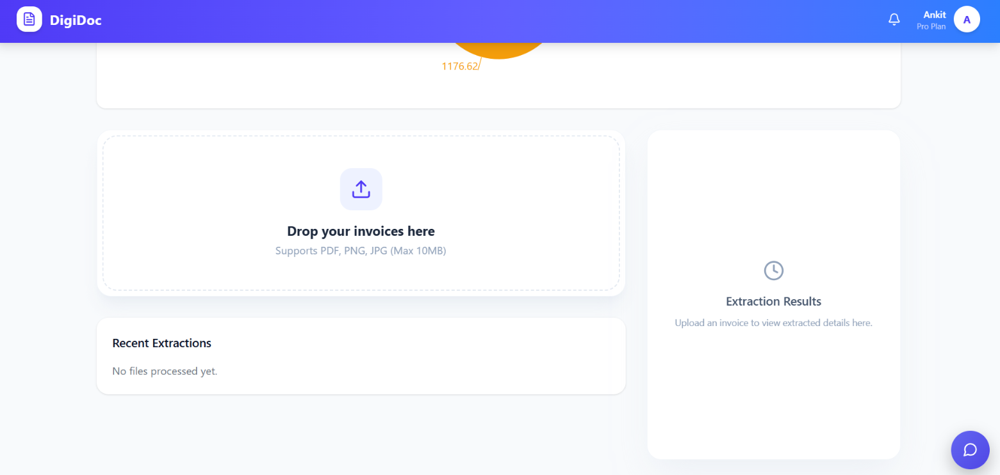 DigiDoc
Ankit
Pro Plan
A
1176.62
Drop your invoices here
Supports PDF, PNG, JPG (Max 10MB)
Extraction Results
Upload an invoice to view extracted details here.
Recent Extractions
No files processed yet.